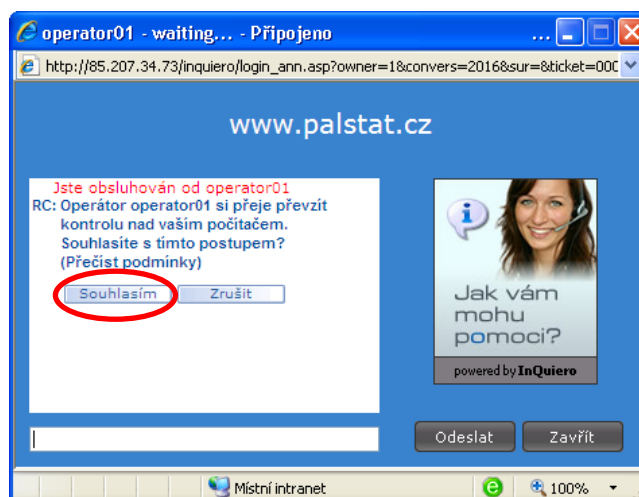 operator01 - waiting... - Připojeno
...
http://85.207.34.73/inquiero/login_ann.asp?owner=1&convers=2016&sur=&ticket=000
www.palstat.cz
Jste obsluhován od operator01
RC: Operátor operator01 si přeje převzít
kontrolu nad vaším počítačem.
Souhlasíte s tímto postupem?
(Přečíst podmínky)
Souhlasím
Zrušit
Jak vám
mohu
pomoci?
powered by InQuiero
Odeslat
Zavřít
Místní intranet
100%